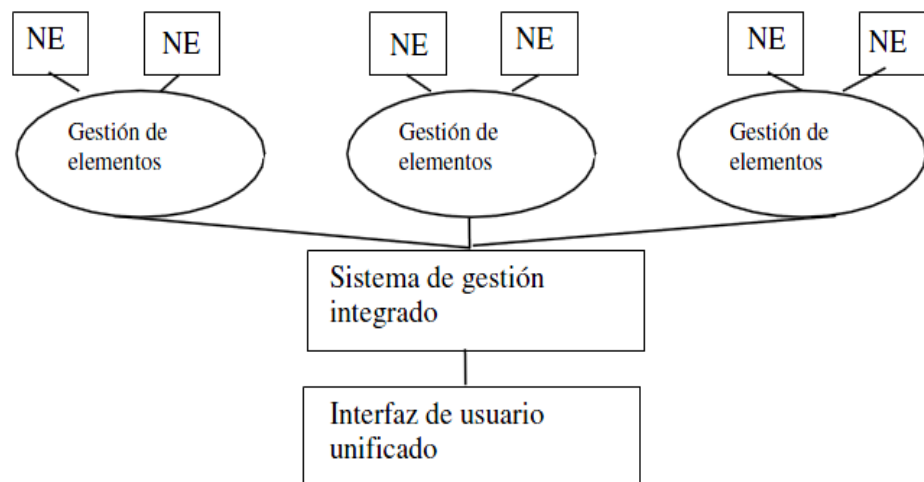 NE
NE
NE
NE
NE
NE
Gestión de
elementos
Gestión de
elementos
Gestión de
elementos
Sistema de gestión
integrado
Interfaz de usuario
unificado